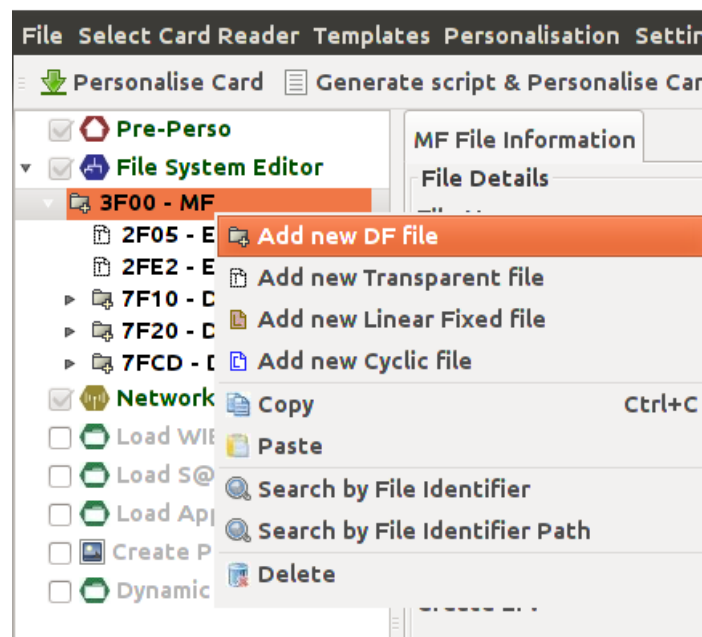 File Select Card Reader Templates Personalisation Settin
Personalise Card Generate script & Personalise Car
Pre-Perso
File System Editor
3F00 - MF
2F05 - E
2FE2 - E
7F10 - D
7F20 - D
7FCD - D
Network
Load WIB
Load S@
Load App
Create P
Dynamic
MF File Information
File Details
Add new DF file
Add new Transparent file
Add new Linear Fixed file
Add new Cyclic file
Copy Ctrl+C
Paste
Search by File Identifier
Search by File Identifier Path
Delete